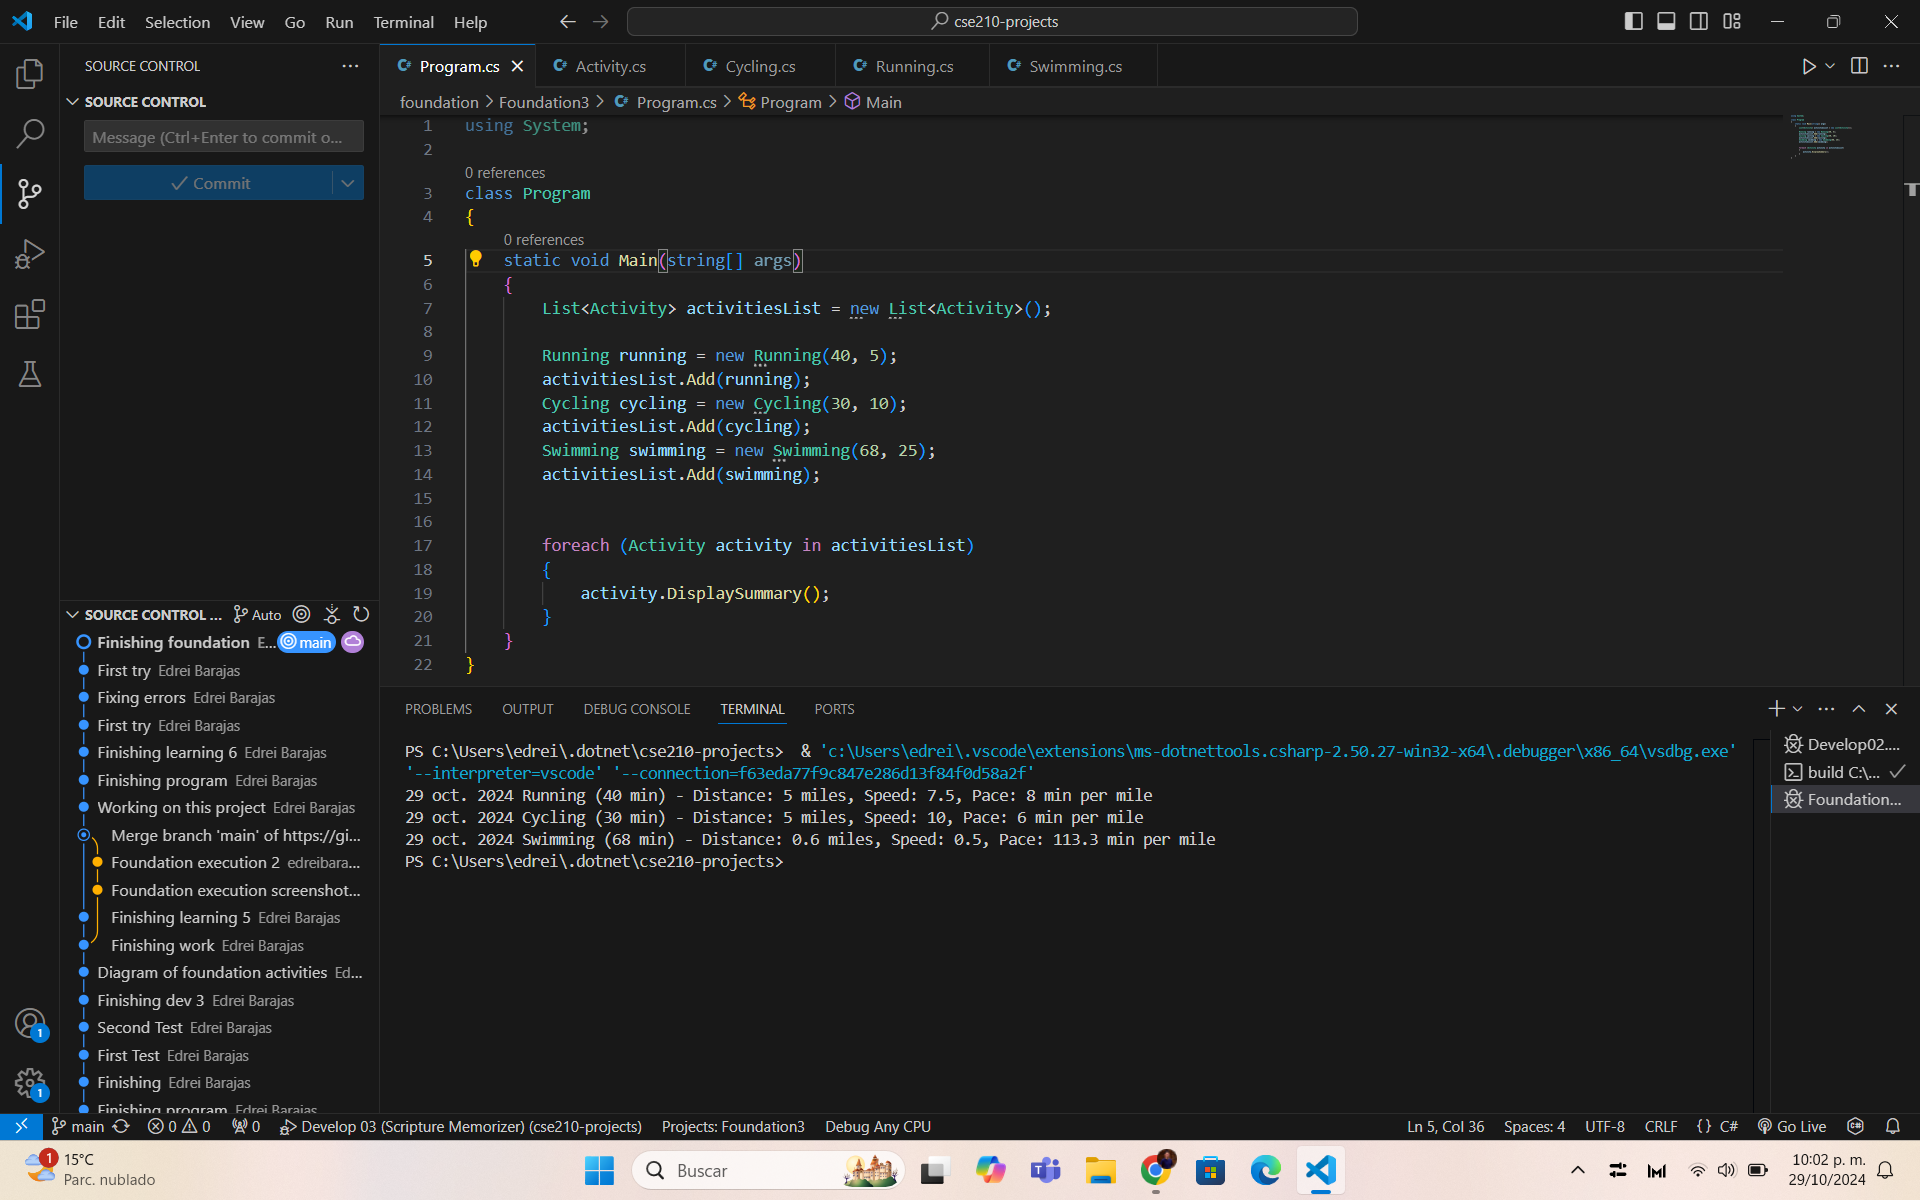 File Edit Selection View Go Run Terminal Help
cse210-projects
SOURCE CONTROL
SOURCE CONTROL
Message (Ctrl+Enter to commit o...
Commit
Program.cs
Activity.cs
Cycling.cs
Running.cs
Swimming.cs
foundation > Foundation3 > Program.cs > Program > Main
1 using System;
2
0 references
3 class Program
4 {
0 references
5 static void Main(string[] args)
6 {
7 List<Activity> activitiesList = new List<Activity>();
8
9 Running running = new Running(40, 5);
10 activitiesList.Add(running);
11 Cycling cycling = new Cycling(30, 10);
12 activitiesList.Add(cycling);
13 Swimming swimming = new Swimming(68, 25);
14 activitiesList.Add(swimming);
15
16
17 foreach (Activity activity in activitiesList)
18 {
19 activity.DisplaySummary();
20 }
21 }
22 }
SOURCE CONTROL ... Auto
Finishing foundation E... main
First try Edrei Barajas
Fixing errors Edrei Barajas
First try Edrei Barajas
Finishing learning 6 Edrei Barajas
Finishing program Edrei Barajas
Working on this project Edrei Barajas
Merge branch 'main' of https://gi...
Foundation execution 2 edreibara...
Foundation execution screenshot...
Finishing learning 5 Edrei Barajas
Finishing work Edrei Barajas
Diagram of foundation activities Ed...
Finishing dev 3 Edrei Barajas
Second Test Edrei Barajas
First Test Edrei Barajas
Finishing Edrei Barajas
Finishing program Edrei Barajas
PROBLEMS OUTPUT DEBUG CONSOLE TERMINAL PORTS
PS C:\Users\edrei\.dotnet\cse210-projects> & 'c:\Users\edrei\.vscode\extensions\ms-dotnettools.csharp-2.50.27-win32-x64\.debugger\x86_64\vsdbg.exe'
'--interpreter=vscode' '--connection=f63eda77f9c847e286d13f84f0d58a2f'
29 oct. 2024 Running (40 min) - Distance: 5 miles, Speed: 7.5, Pace: 8 min per mile
29 oct. 2024 Cycling (30 min) - Distance: 5 miles, Speed: 10, Pace: 6 min per mile
29 oct. 2024 Swimming (68 min) - Distance: 0.6 miles, Speed: 0.5, Pace: 113.3 min per mile
PS C:\Users\edrei\.dotnet\cse210-projects>
Develop02....
build C:\...
Foundation...
1
1
main 0 0 0 Develop 03 (Scripture Memorizer) (cse210-projects) Projects: Foundation3 Debug Any CPU
Ln 5, Col 36 Spaces: 4 UTF-8 CRLF {} C# Go Live
1
15°C
Parc. nublado
Buscar
10:02 p. m.
29/10/2024